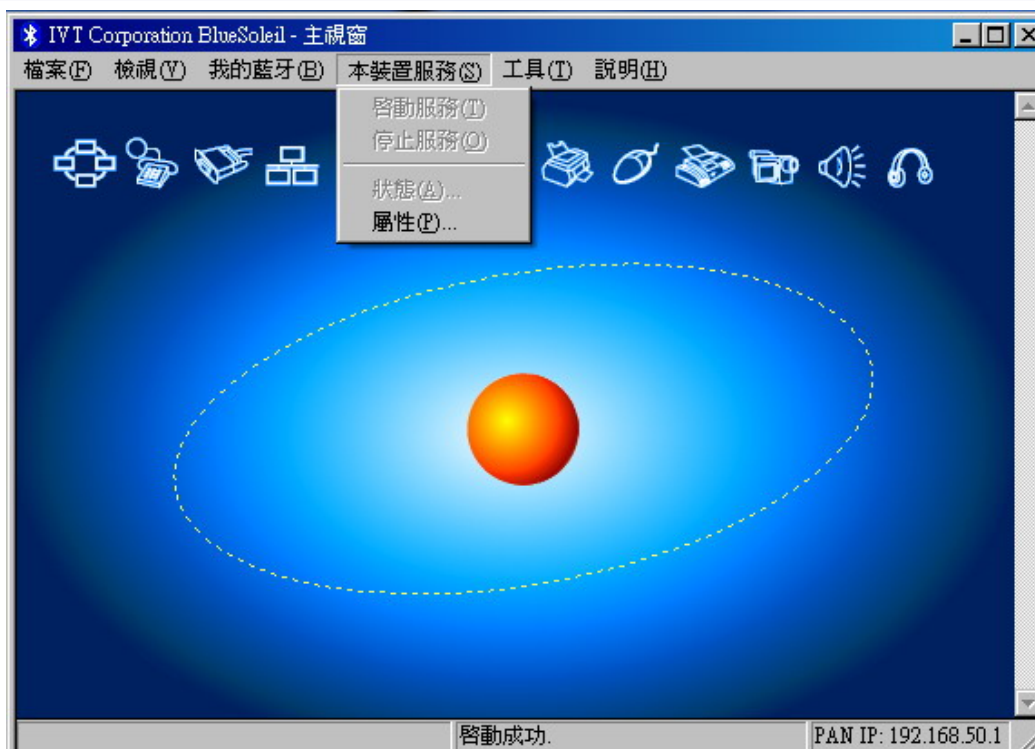 IVT Corporation BlueSoleil - 主視窗
檔案(F) 檢視(V) 我的藍牙(B) 本裝置服務(S) 工具(T) 說明(H)
啓動服務(T)
停止服務(O)
狀態(A)...
屬性(P)...
啓動成功.
PAN IP: 192.168.50.1